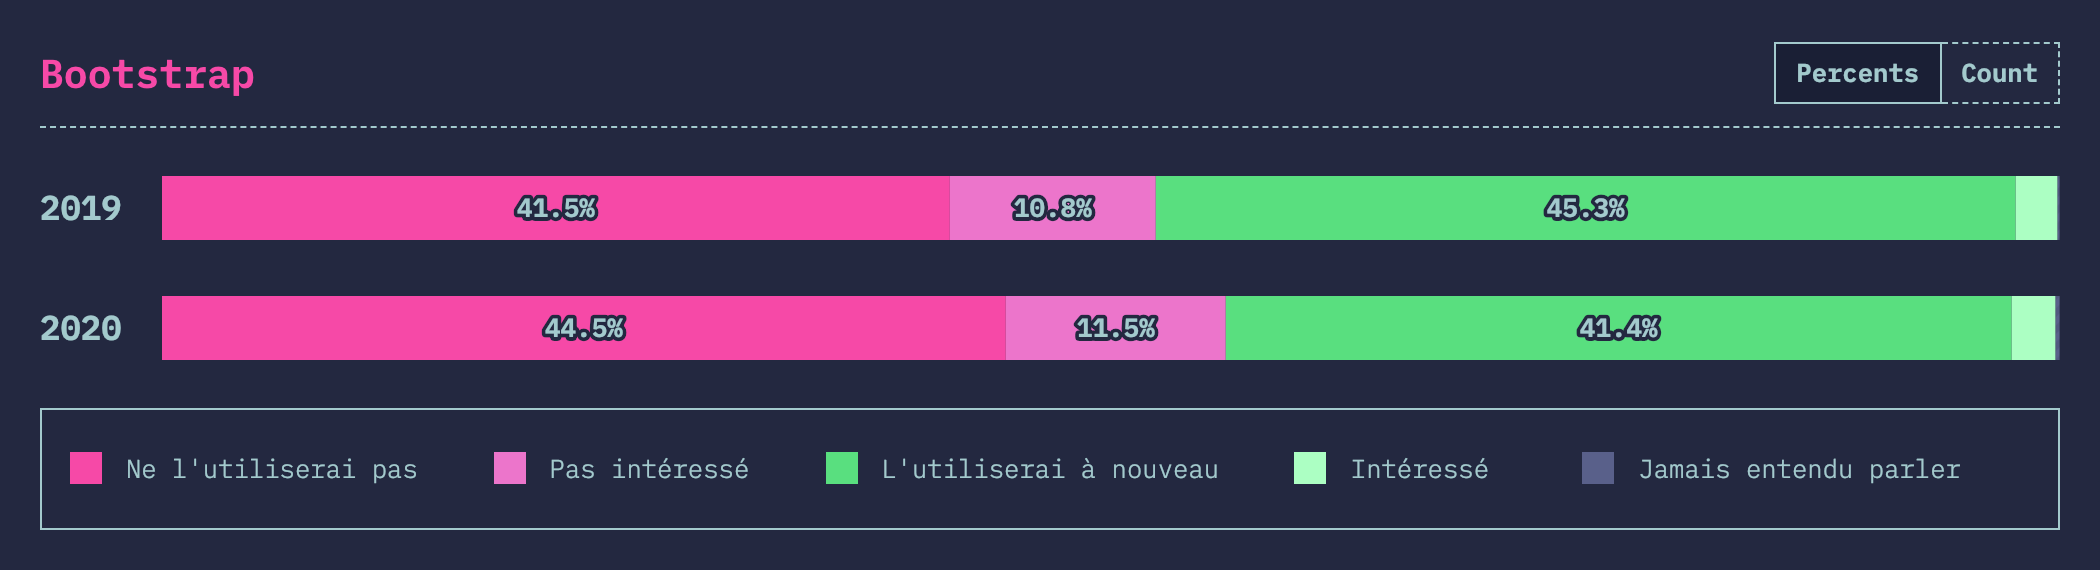 Bootstrap
Percents Count
2019 41.5% 10.8% 45.3%
2020 44.5% 11.5% 41.4%
Ne l'utiliserai pas Pas intéressé L'utiliserai à nouveau Intéressé Jamais entendu parler